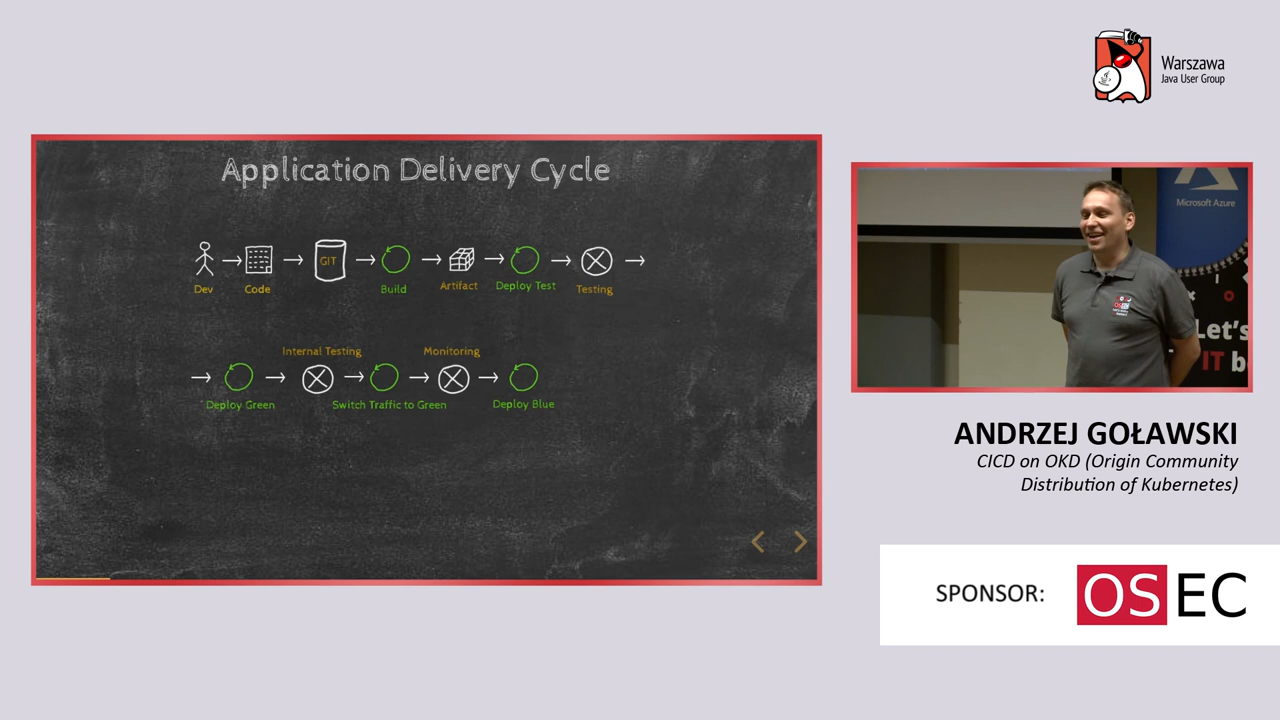 Warszawa
Java User Group
Application Delivery Cycle
GIT
Dev
Code
Build
Artifact
Deploy Test
Testing
Internal Testing
Monitoring
Deploy Green
Switch Traffic to Green
Deploy Blue
Microsoft Azure
OSEC
Let's
IT b
ANDRZEJ GOŁAWSKI
CICD on OKD (Origin Community
Distribution of Kubernetes)
SPONSOR:
OSEC